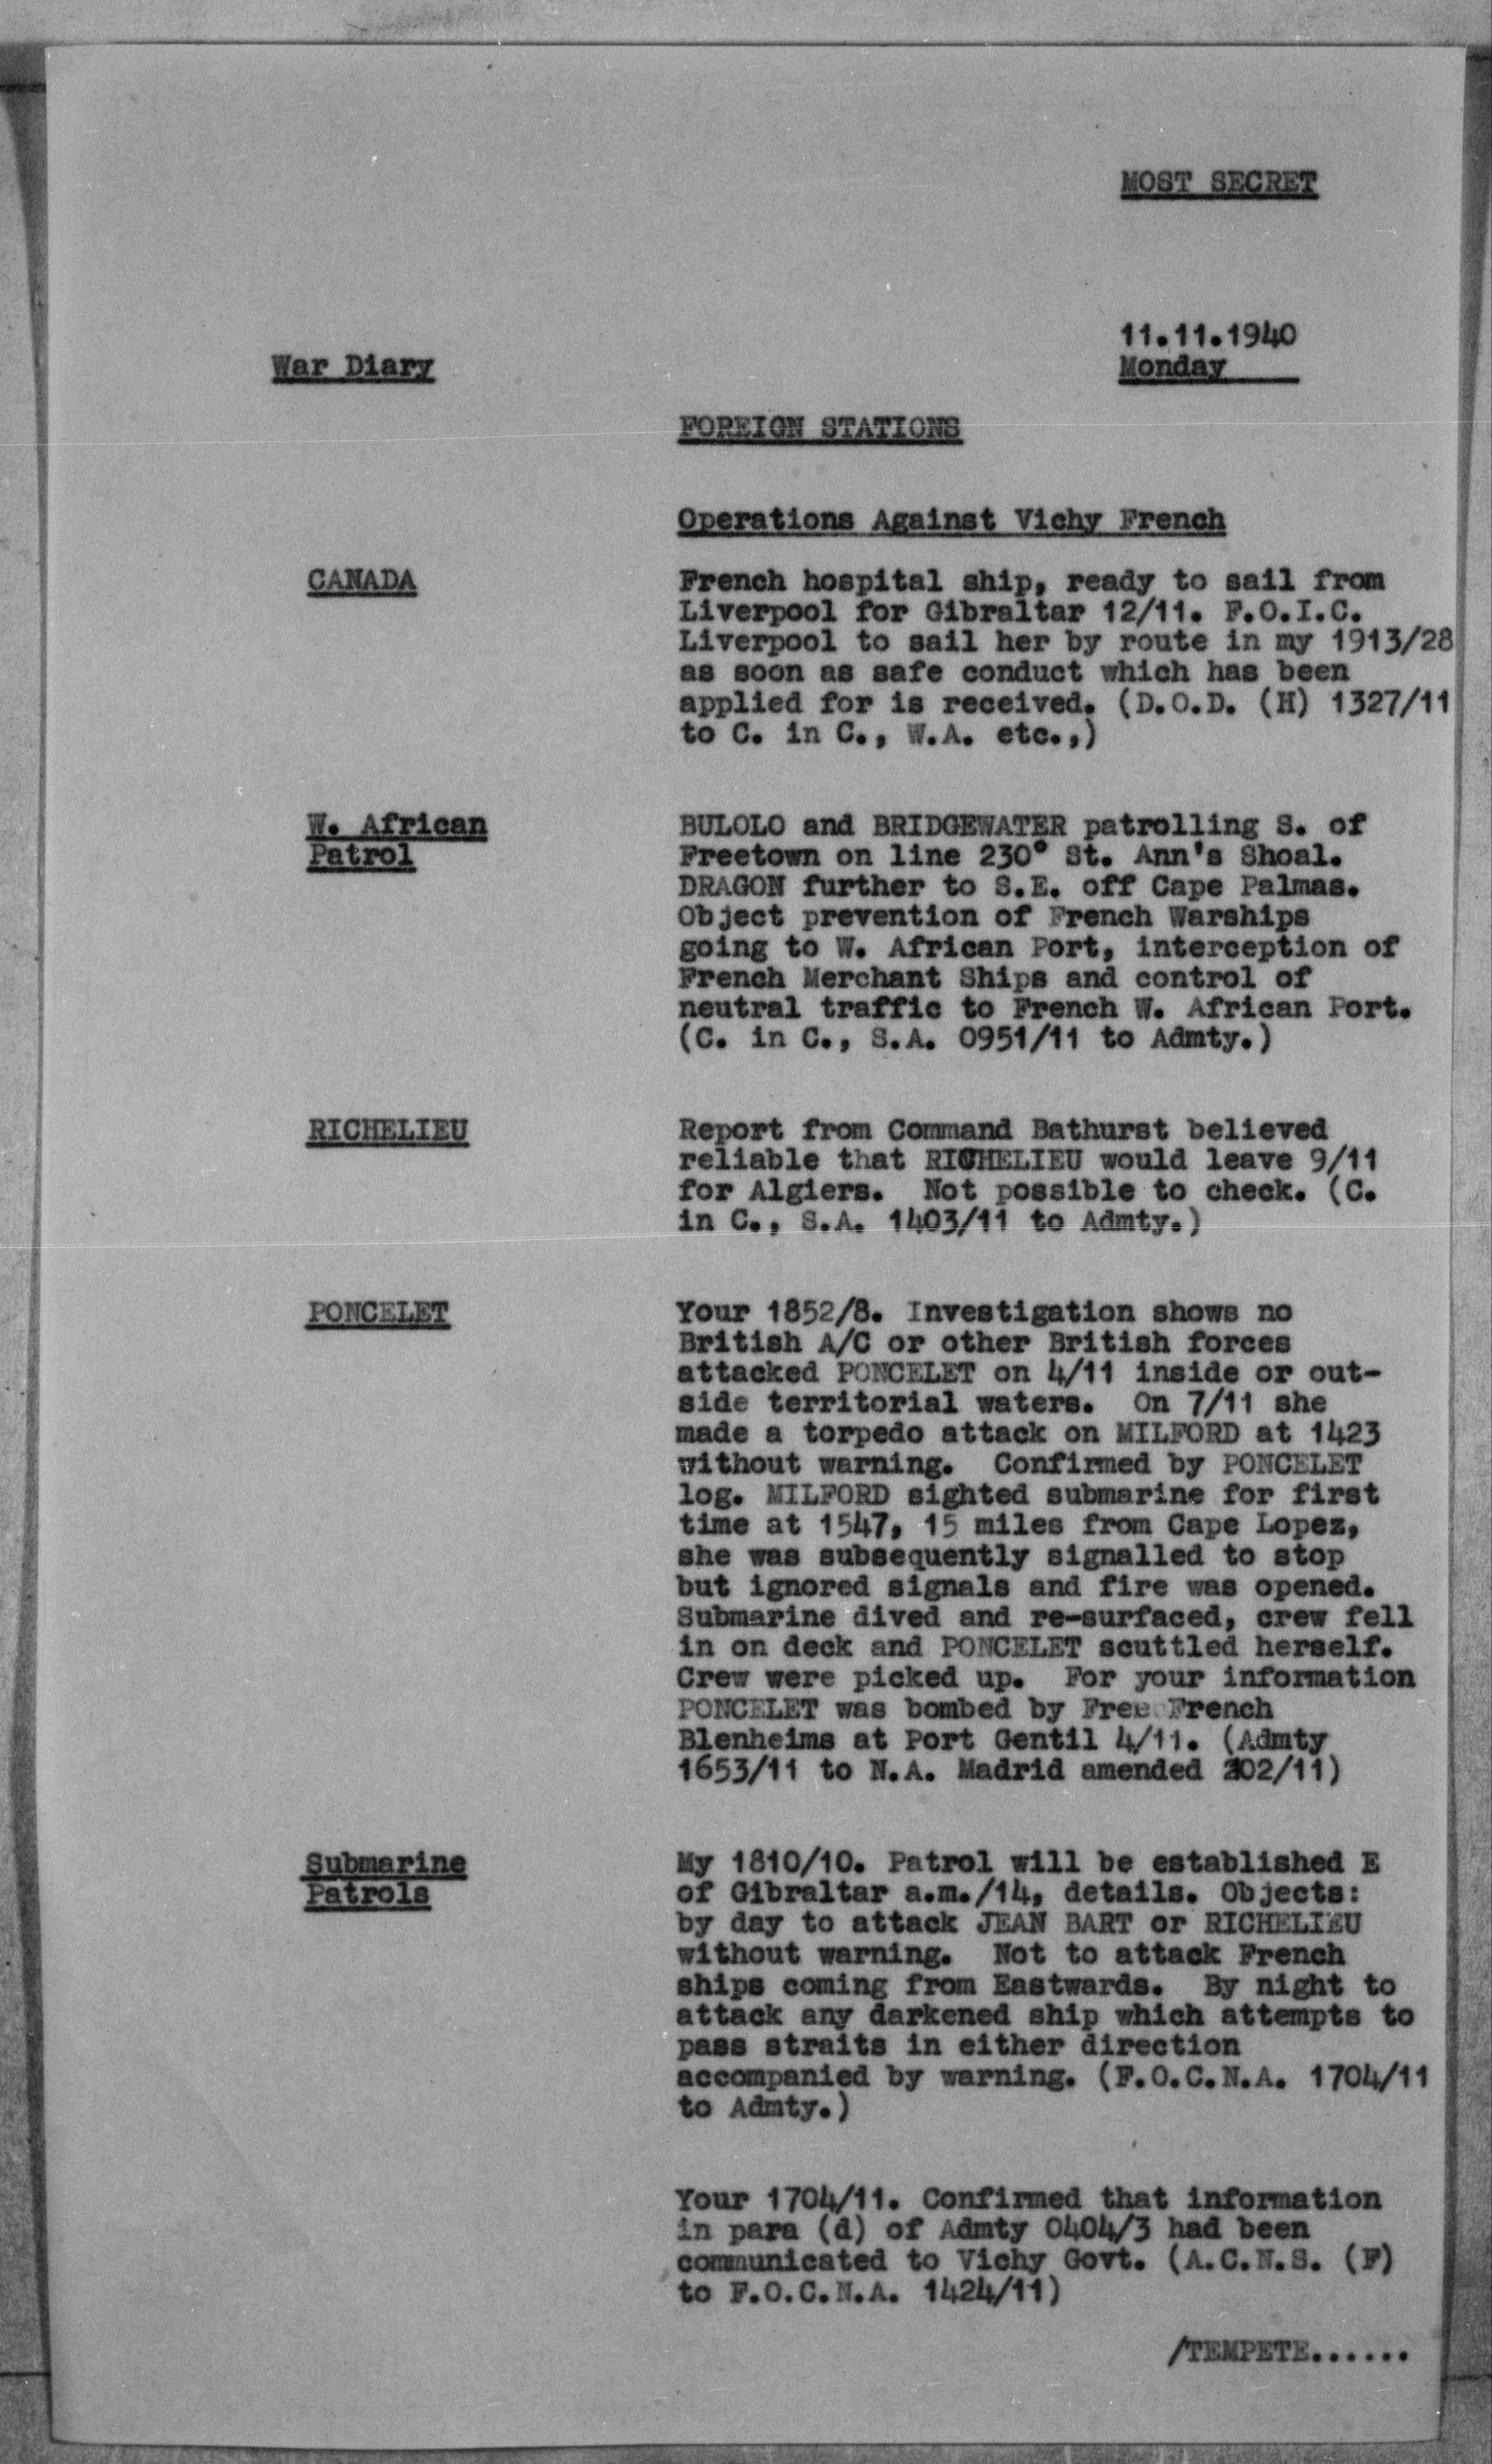 MOST SECRET
11.11.1940
War Diary
Monday
FOREIGN STATIONS
Operations Against Vichy French
CANADA
French hospital ship, ready to sail from
Liverpool for Gibraltar 12/11. F.O.I.C.
Liverpool to sail her by route in my 1913/28
as soon as safe conduct which has been
applied for is received. (D.O.D. (H) 1327/11
to C. in C., W.A. etc.,)
W. African
Patrol
BULOLO and BRIDGEWATER patrolling S. of
Freetown on line 230° St. Ann's Shoal.
DRAGON further to S.E. off Cape Palmas.
Object prevention of French Warships
going to W. African Port, interception of
French Merchant Ships and control of
neutral traffic to French W. African Port.
(C. in C., S.A. 0951/11 to Admty.)
RICHELIEU
Report from Command Bathurst believed
reliable that RICHELIEU would leave 9/11
for Algiers. Not possible to check. (C.
in C., S.A. 1403/11 to Admty.)
PONCELET
Your 1852/8. Investigation shows no
British A/C or other British forces
attacked PONCELET on 4/11 inside or out-
side territorial waters. On 7/11 she
made a torpedo attack on MILFORD at 1423
without warning. Confirmed by PONCELET
log. MILFORD sighted submarine for first
time at 1547, 15 miles from Cape Lopez,
she was subsequently signalled to stop
but ignored signals and fire was opened.
Submarine dived and re-surfaced, crew fell
in on deck and PONCELET scuttled herself.
Crew were picked up. For your information
PONCELET was bombed by Free French
Blenheims at Port Gentil 4/11. (Admty
1653/11 to N.A. Madrid amended
Submarine
Patrols
My 1810/10. Patrol will be established E
of Gibraltar a.m./14, details. Objects:
by day to attack JEAN BART or RICHELIEU
without warning. Not to attack French
ships coming from Eastwards. By night to
attack any darkened ship which attempts to
pass straits in either direction
accompanied by warning. (F.O.C.N.A. 1704/11
to Admty.)
Your 1704/11. Confirmed that information
in para (d) of Admty 0404/3 had been
communicated to Vichy Govt. (A.C.N.S. (F)
to F.O.C.N.A. 1424/11)
/TEMPETE......